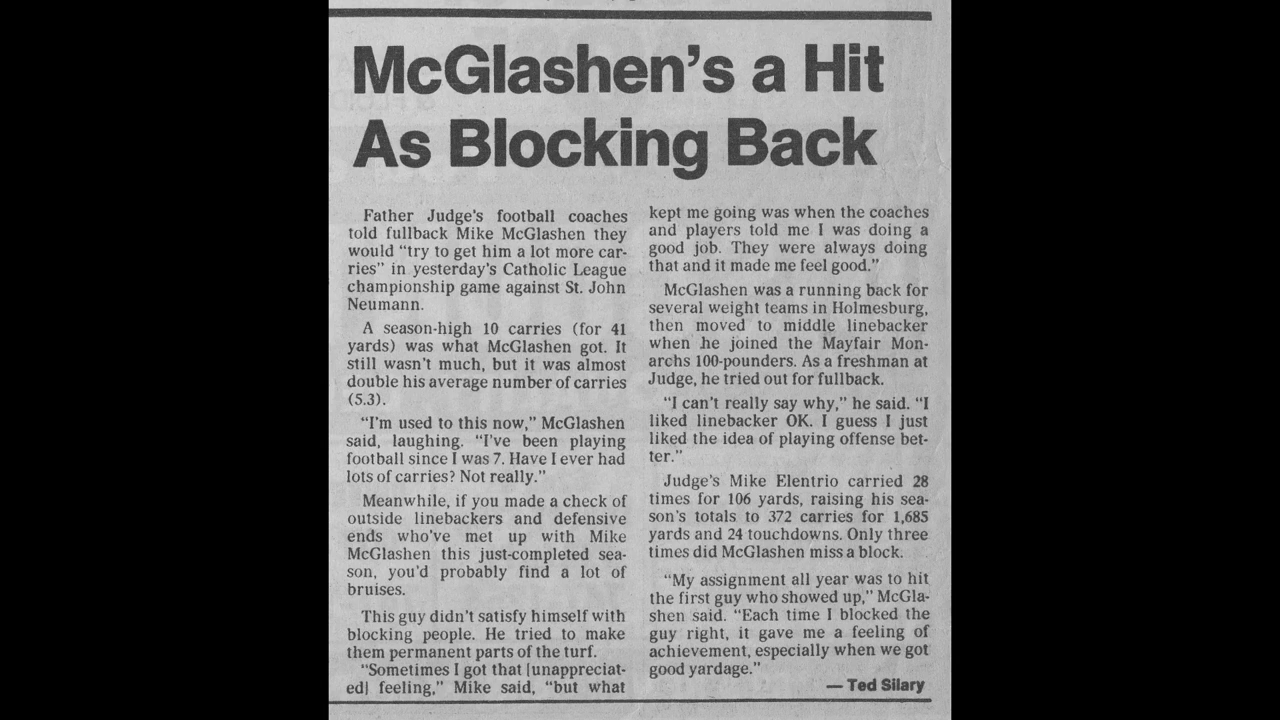 McGlashen's a Hit
As Blocking Back
Father Judge's football coaches
told fullback Mike McGlashen they
would "try to get him a lot more car-
ries" in yesterday's Catholic League
championship game against St. John
Neumann.
A season-high 10 carries (for 41
yards) was what McGlashen got. It
still wasn't much, but it was almost
double his average number of carries
(5.3).
"I'm used to this now," McGlashen
said, laughing. "I've been playing
football since I was 7. Have I ever had
lots of carries? Not really."
Meanwhile, if you made a check of
outside linebackers and defensive
ends who've met up with Mike
McGlashen this just-completed sea-
son, you'd probably find a lot of
bruises.
This guy didn't satisfy himself with
blocking people. He tried to make
them permanent parts of the turf.
"Sometimes I got that [unappreciat-
ed] feeling," Mike said, "but what
kept me going was when the coaches
and players told me I was doing a
good job. They were always doing
that and it made me feel good."
McGlashen was a running back for
several weight teams in Holmesburg,
then moved to middle linebacker
when he joined the Mayfair Mon-
archs 100-pounders. As a freshman at
Judge, he tried out for fullback.
"I can't really say why," he said. "I
liked linebacker OK. I guess I just
liked the idea of playing offense bet-
ter."
Judge's Mike Elentrio carried 28
times for 106 yards, raising his sea-
son's totals to 372 carries for 1,685
yards and 24 touchdowns. Only three
times did McGlashen miss a block.
"My assignment all year was to hit
the first guy who showed up," McGla-
shen said. "Each time I blocked the
guy right, it gave me a feeling of
achievement, especially when we got
good yardage."
— Ted Silary